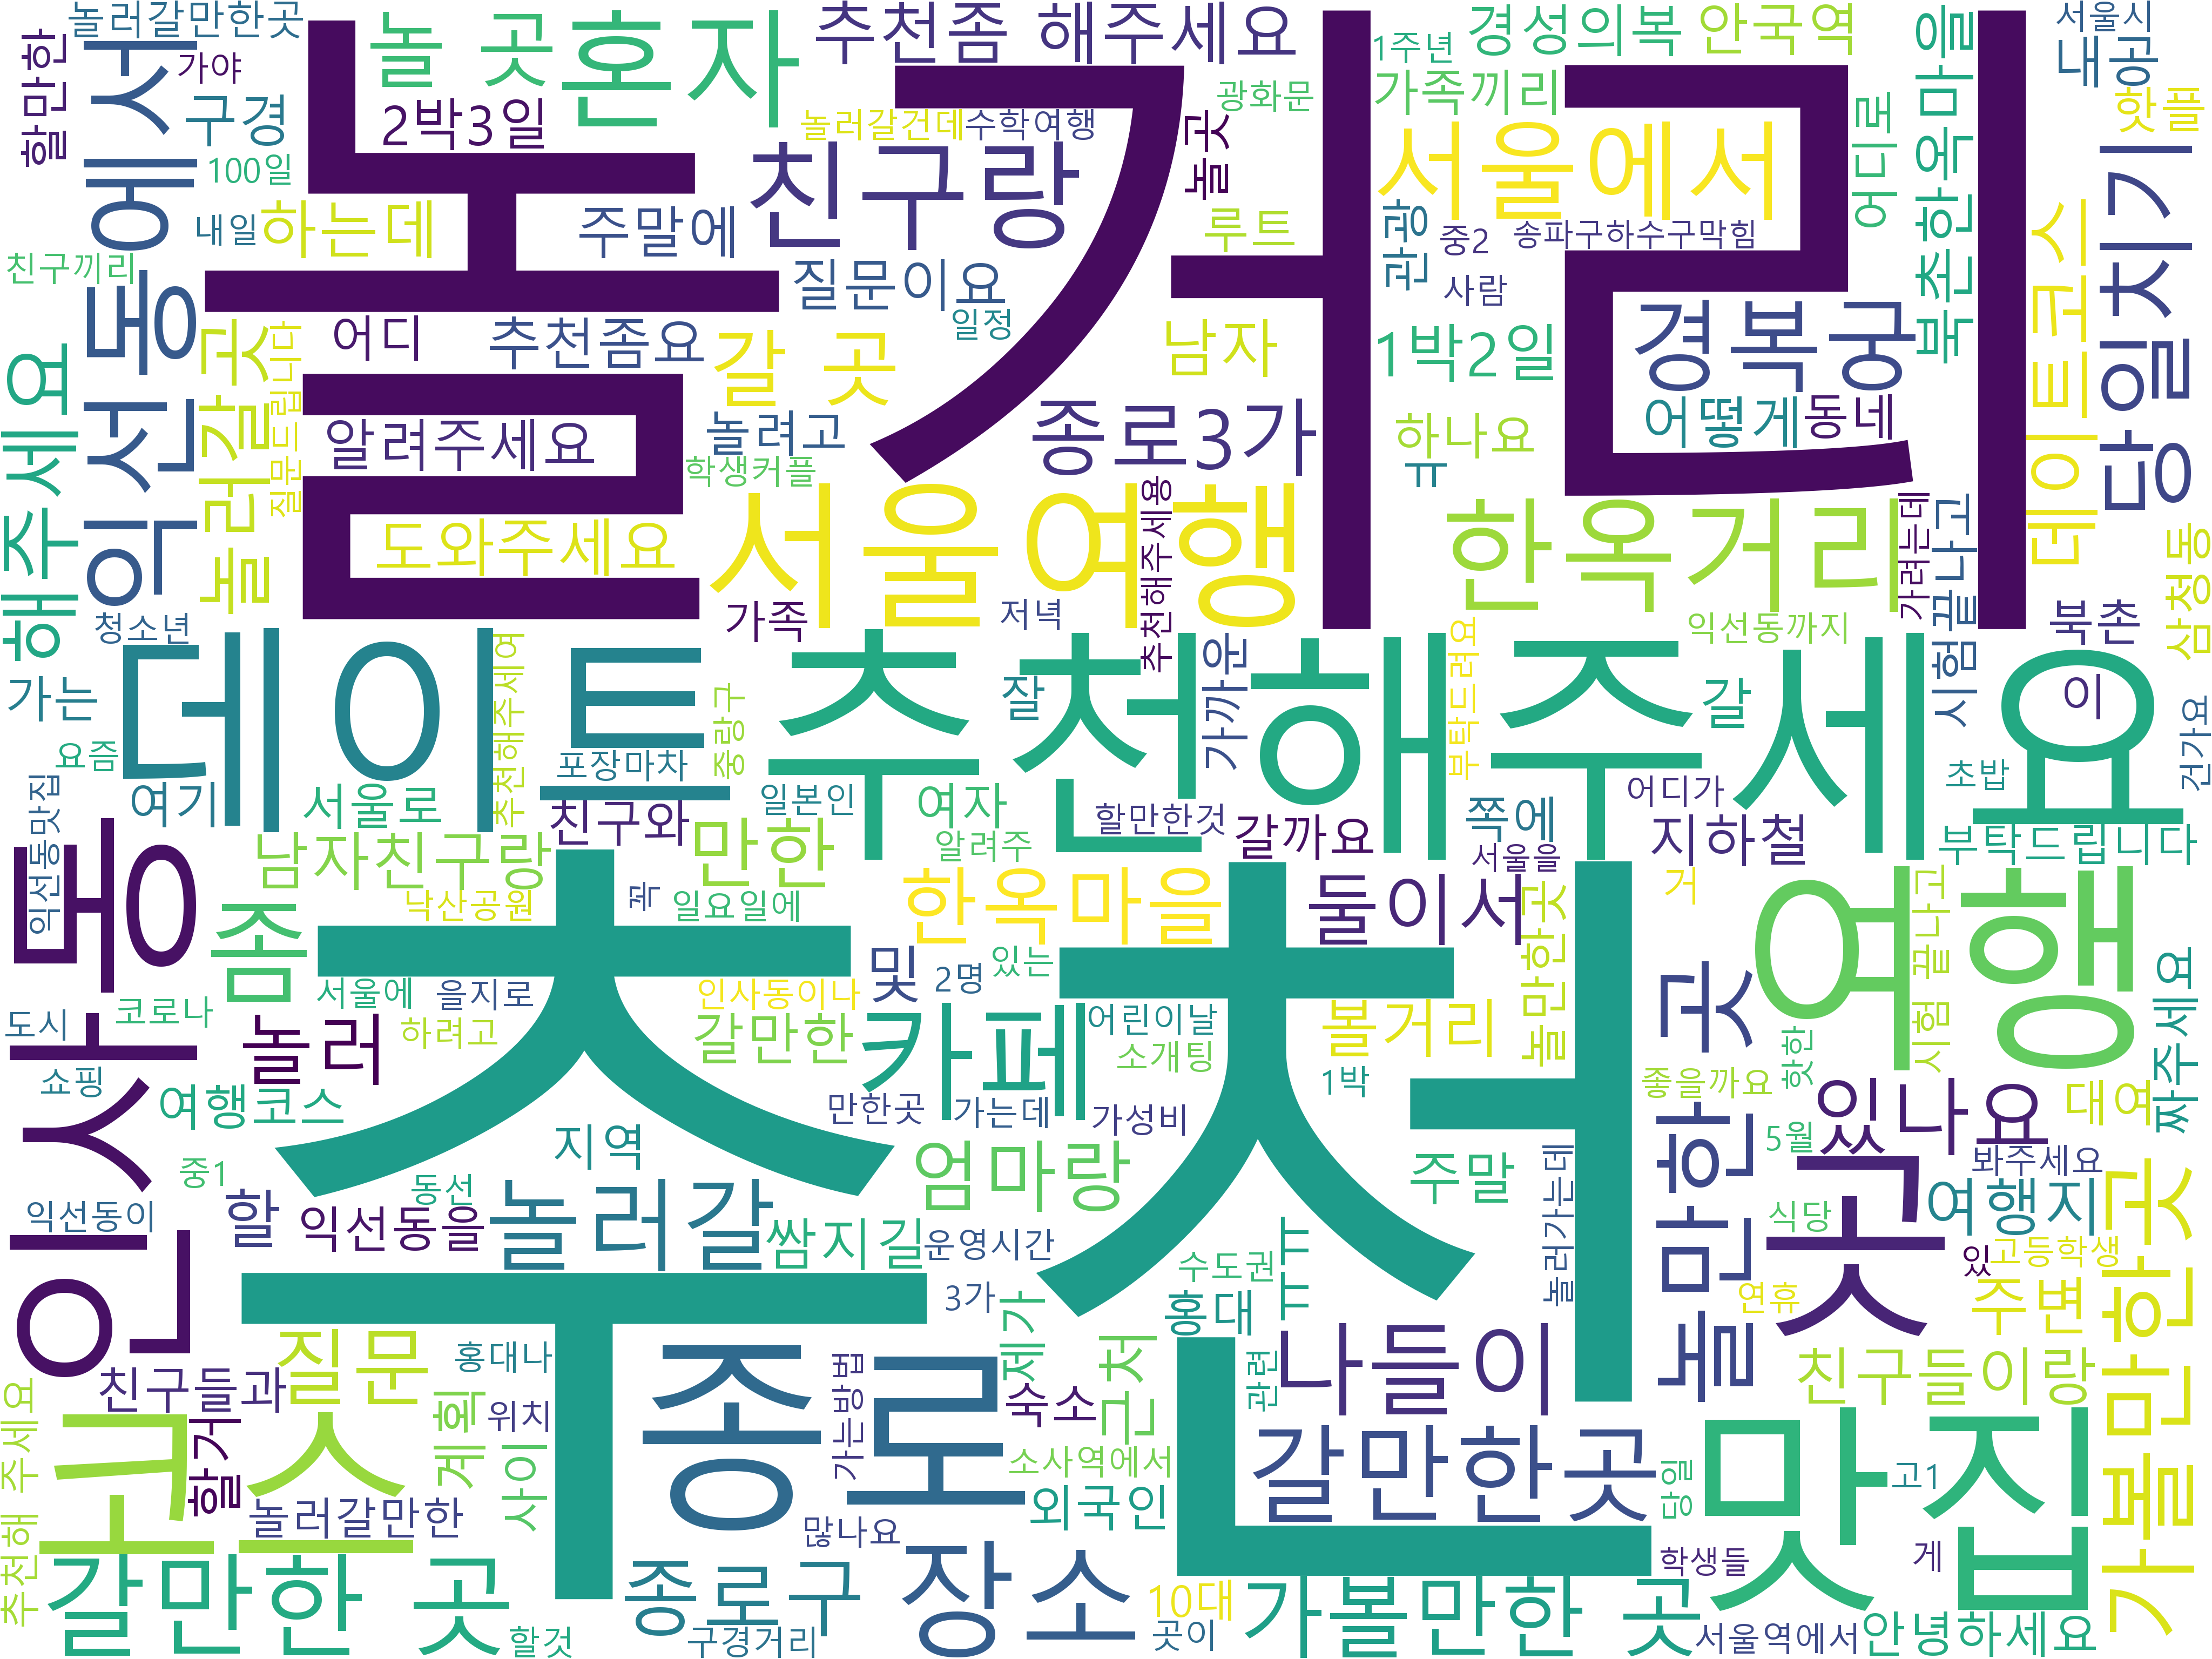 놀러갈만한곳
할만한
가야
에서
구경
100일
내일
친구끼리
놀 곳
혼자
2박3일
하는데
추천좀 해주세요
놀러갈건데
수학여행
친구랑
주말에
질문이요
일정
놀거리
놀곳
1주년
광화문
경성의복
안국역
가족끼리
서울에서
루트
관광
중2
송파구하수구막힘
사람
어디로
북촌한옥마을
서울시
내공
핫플
당일치기
데이트코스
해주세요
익선동
놀러갈곳
질문드립니다
어디
추천좀요
알려주세요
도와주세요
갈 곳
놀려고
학생커플
남자
종로3가
1박2일
경복궁
어떻게
동네
하나요
ㅠ
서울여행
한옥거리
가려는데
시험끝나고
삼청동
북촌
청소년
가는
요즘
데이트
추천해주세여
가족
저녁
추천해주세용
추천해주세요
잘
가까운
부탁드려요
익선동까지
갈
이
건가요
여기
서울로
포장마차
중랑구
친구와
일본인
여자
할만한것
갈까요
쪽에
어디가
지하철
초밥
부탁드립니다
익선동맛집
인사동
남자친구랑
만한
알려주
서울을
좀
낙산공원
꼭
일요일에
한옥마을
둘이서
놀만한곳
거
시험 끝나고
여행
추천
코로나
도시
서울에
을지로
인사동이나
및
2명
있는
쇼핑
놀러
하려고
갈만한
카페
어린이날
소개팅
볼거리
1박
좋을까요
핫한
대요
짜주세요
여행코스
만한곳
가는데
가성비
놀만한 곳
있나요
5월
봐주세요
중1
지역
동선
엄마랑
주말
놀러가는데
곳
여행지
식당
익선동이
할
익선동을
놀러갈
쌈지길
운영시간
수도권
ㅠㅠ
있
고등학생
가볼만한곳
3가
제가
홍대
연휴
주변
코스
질문
홍대나
친구들과
계획
위치
종로
가는방법
숙소
근처
관련
나들이
친구들이랑
추천해 주세요
할거
사이
놀러갈만한
소사역에서
외국인
갈만한곳
당일
맛집
고1
많나요
학생들
게
갈만한 곳
할것
종로구
구경거리
장소
10대
곳이
가볼만한 곳
서울역에서
안녕하세요